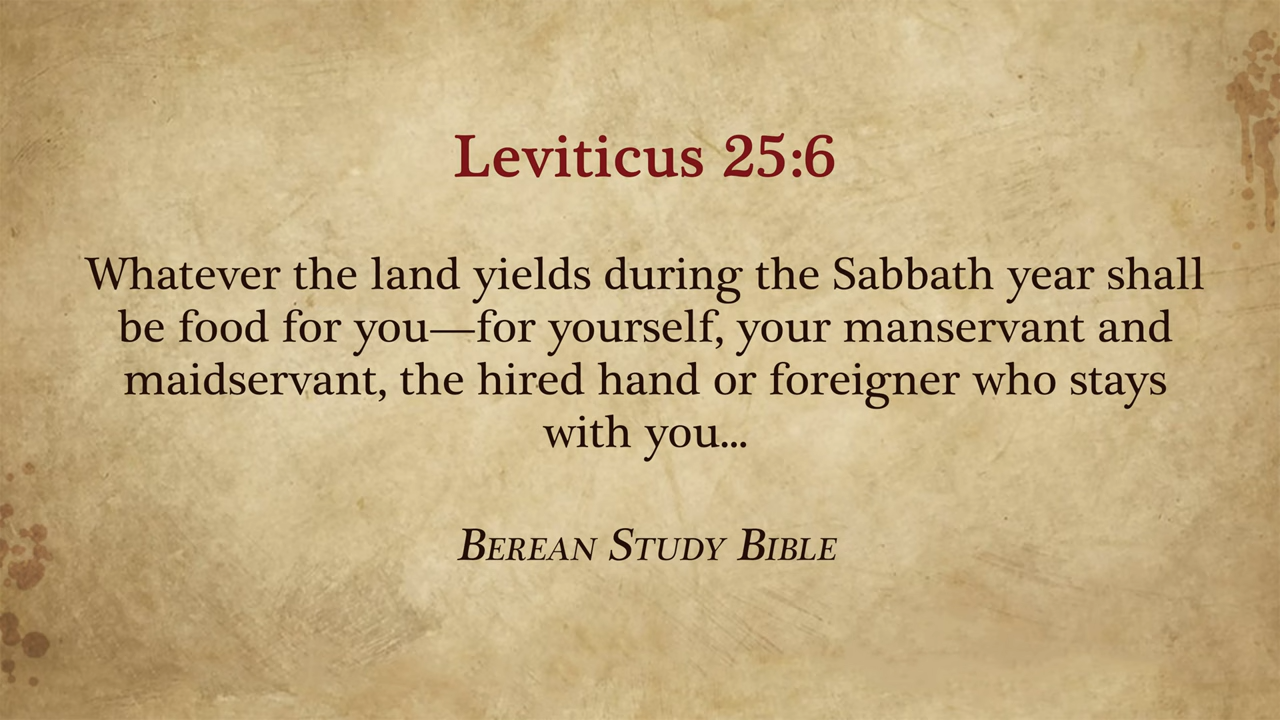 Leviticus 25:6
Whatever the land yields during the Sabbath year shall
be food for you—for yourself, your manservant and
maidservant, the hired hand or foreigner who stays
with you...
Berean Study Bible